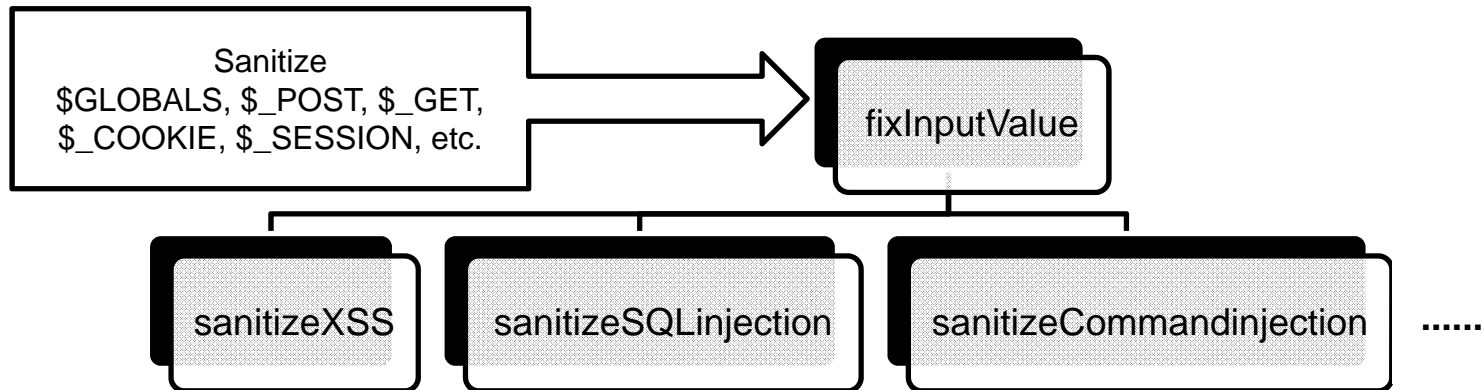 Sanitize
$GLOBALS, $_POST, $_GET,
$_COOKIE, $_SESSION, etc.
fixInputValue
sanitizeXSS
sanitizeSQLinjection
sanitizeCommandinjection
......